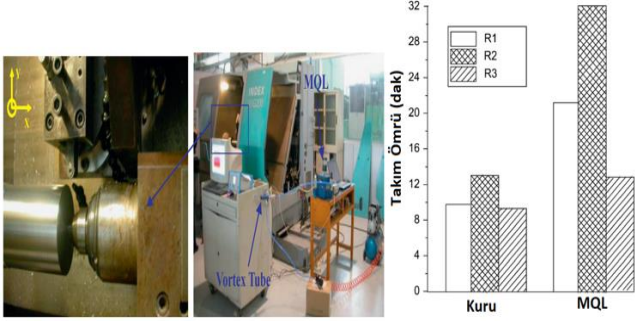 Y
X
INDEX
MQL
Vortex Tube
R1
R2
R3
Takım Ömrü (dak)
32
28
24
20
16
12
8
4
0
Kuru
MQL